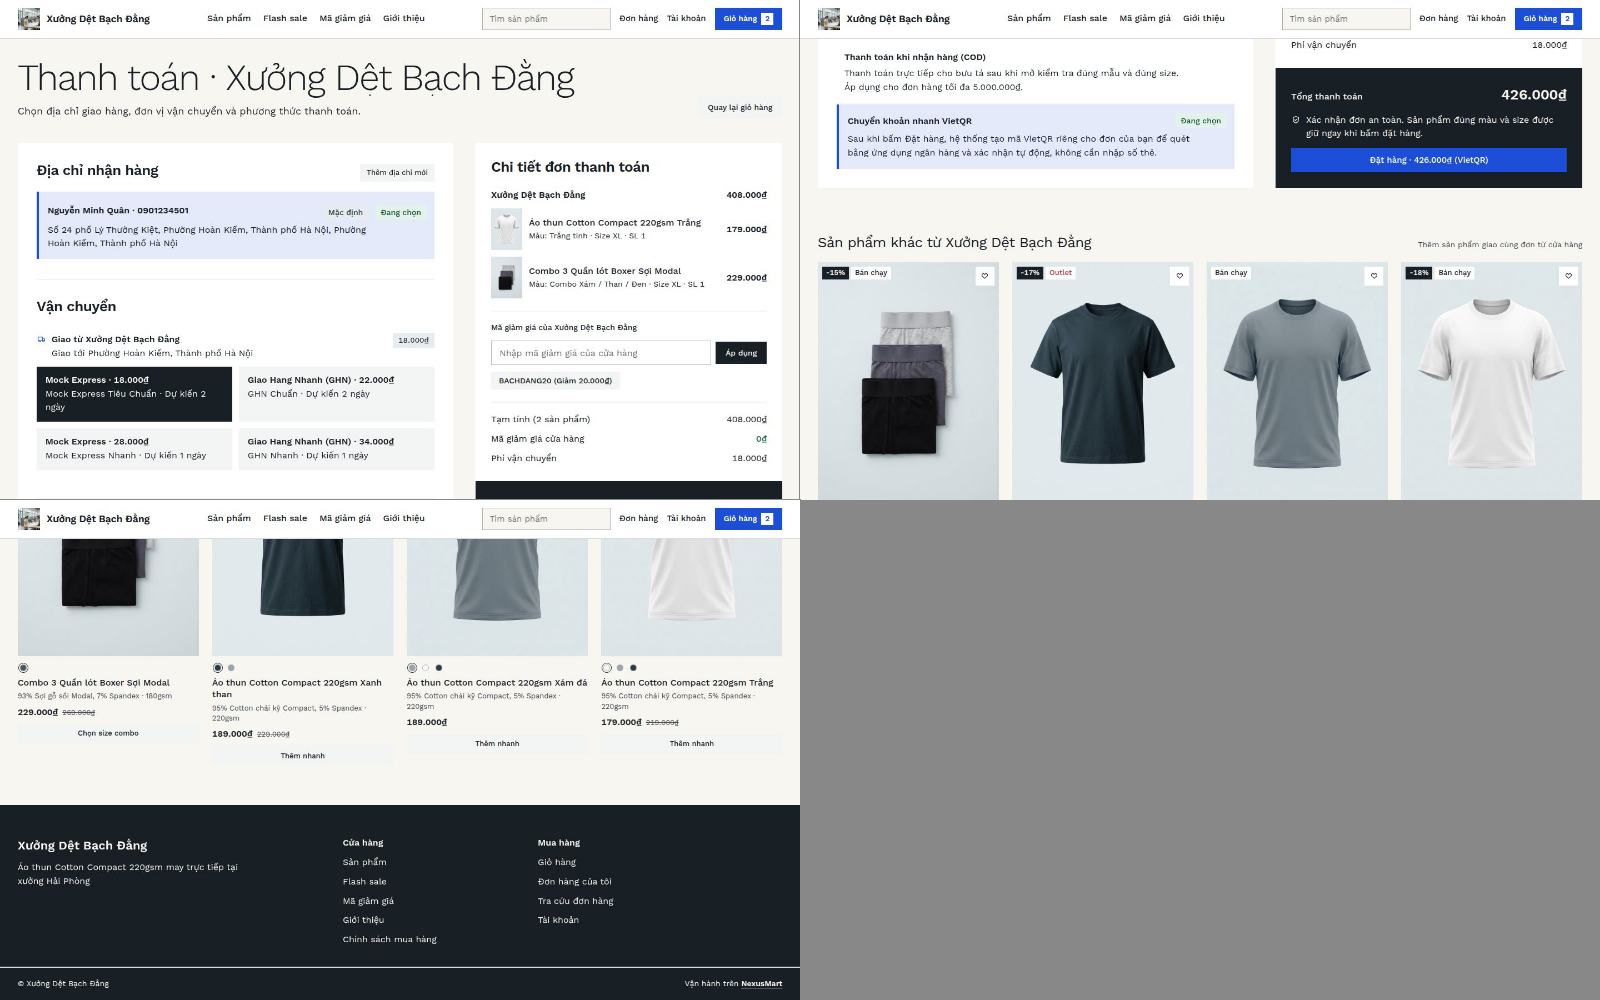 Xưởng Dệt Bạch Đằng
Sản phẩm Flash sale Mã giảm giá Giới thiệu
Tìm sản phẩm
Đơn hàng Tài khoản Giỏ hàng 2
Thanh toán · Xưởng Dệt Bạch Đằng
Chọn địa chỉ giao hàng, đơn vị vận chuyển và phương thức thanh toán.
Quay lại giỏ hàng
Địa chỉ nhận hàng
Thêm địa chỉ mới
Nguyễn Minh Quân · 0901234501
Mặc định Đang chọn
Số 24 phố Lý Thường Kiệt, Phường Hoàn Kiếm, Thành phố Hà Nội, Phường
Hoàn Kiếm, Thành phố Hà Nội
Vận chuyển
Giao từ Xưởng Dệt Bạch Đằng
18.000₫
Giao tới Phường Hoàn Kiếm, Thành phố Hà Nội
Mock Express · 18.000₫
Mock Express Tiêu Chuẩn · Dự kiến 2
ngày
Giao Hang Nhanh (GHN) · 22.000₫
GHN Chuẩn · Dự kiến 2 ngày
Mock Express · 28.000₫
Mock Express Nhanh · Dự kiến 1 ngày
Giao Hang Nhanh (GHN) · 34.000₫
GHN Nhanh · Dự kiến 1 ngày
Chi tiết đơn thanh toán
Xưởng Dệt Bạch Đằng 408.000₫
Áo thun Cotton Compact 220gsm Trắng
Màu: Trắng tinh · Size XL · SL 1
179.000₫
Combo 3 Quần lót Boxer Sợi Modal
Màu: Combo Xám / Than / Đen · Size XL · SL 1
229.000₫
Mã giảm giá của Xưởng Dệt Bạch Đằng
Nhập mã giảm giá của cửa hàng
Áp dụng
BACHDANG20 (Giảm 20.000₫)
Tạm tính (2 sản phẩm) 408.000₫
Mã giảm giá cửa hàng 0₫
Phí vận chuyển 18.000₫
Xưởng Dệt Bạch Đằng
Sản phẩm Flash sale Mã giảm giá Giới thiệu
Tìm sản phẩm
Đơn hàng Tài khoản Giỏ hàng 2
Thanh toán khi nhận hàng (COD)
Thanh toán trực tiếp cho bưu tá sau khi mở kiểm tra đúng mẫu và đúng size.
Áp dụng cho đơn hàng tối đa 5.000.000₫.
Chuyển khoản nhanh VietQR
Đang chọn
Sau khi bấm Đặt hàng, hệ thống tạo mã VietQR riêng cho đơn của bạn để quét
bằng ứng dụng ngân hàng và xác nhận tự động, không cần nhập số thẻ.
Phí vận chuyển 18.000₫
Tổng thanh toán 426.000₫
Xác nhận đơn an toàn. Sản phẩm đúng màu và size được
giữ ngay khi bấm đặt hàng.
Đặt hàng · 426.000₫ (VietQR)
Sản phẩm khác từ Xưởng Dệt Bạch Đằng
Thêm sản phẩm giao cùng đơn từ cửa hàng
-15% Bán chạy
-17% Outlet
Bán chạy
-18% Bán chạy
Xưởng Dệt Bạch Đằng
Sản phẩm Flash sale Mã giảm giá Giới thiệu
Tìm sản phẩm
Đơn hàng Tài khoản Giỏ hàng 2
Combo 3 Quần lót Boxer Sợi Modal
93% Sợi gỗ sồi Modal, 7% Spandex · 180gsm
229.000₫ 269.000₫
Chọn size combo
Áo thun Cotton Compact 220gsm Xanh
than
95% Cotton chải kỹ Compact, 5% Spandex ·
220gsm
189.000₫ 229.000₫
Thêm nhanh
Áo thun Cotton Compact 220gsm Xám đá
95% Cotton chải kỹ Compact, 5% Spandex ·
220gsm
189.000₫
Thêm nhanh
Áo thun Cotton Compact 220gsm Trắng
95% Cotton chải kỹ Compact, 5% Spandex ·
220gsm
179.000₫ 219.000₫
Thêm nhanh
Xưởng Dệt Bạch Đằng
Áo thun Cotton Compact 220gsm may trực tiếp tại
xưởng Hải Phòng
Cửa hàng
Sản phẩm
Flash sale
Mã giảm giá
Giới thiệu
Chính sách mua hàng
Mua hàng
Giỏ hàng
Đơn hàng của tôi
Tra cứu đơn hàng
Tài khoản
© Xưởng Dệt Bạch Đằng
Vận hành trên NexusMart